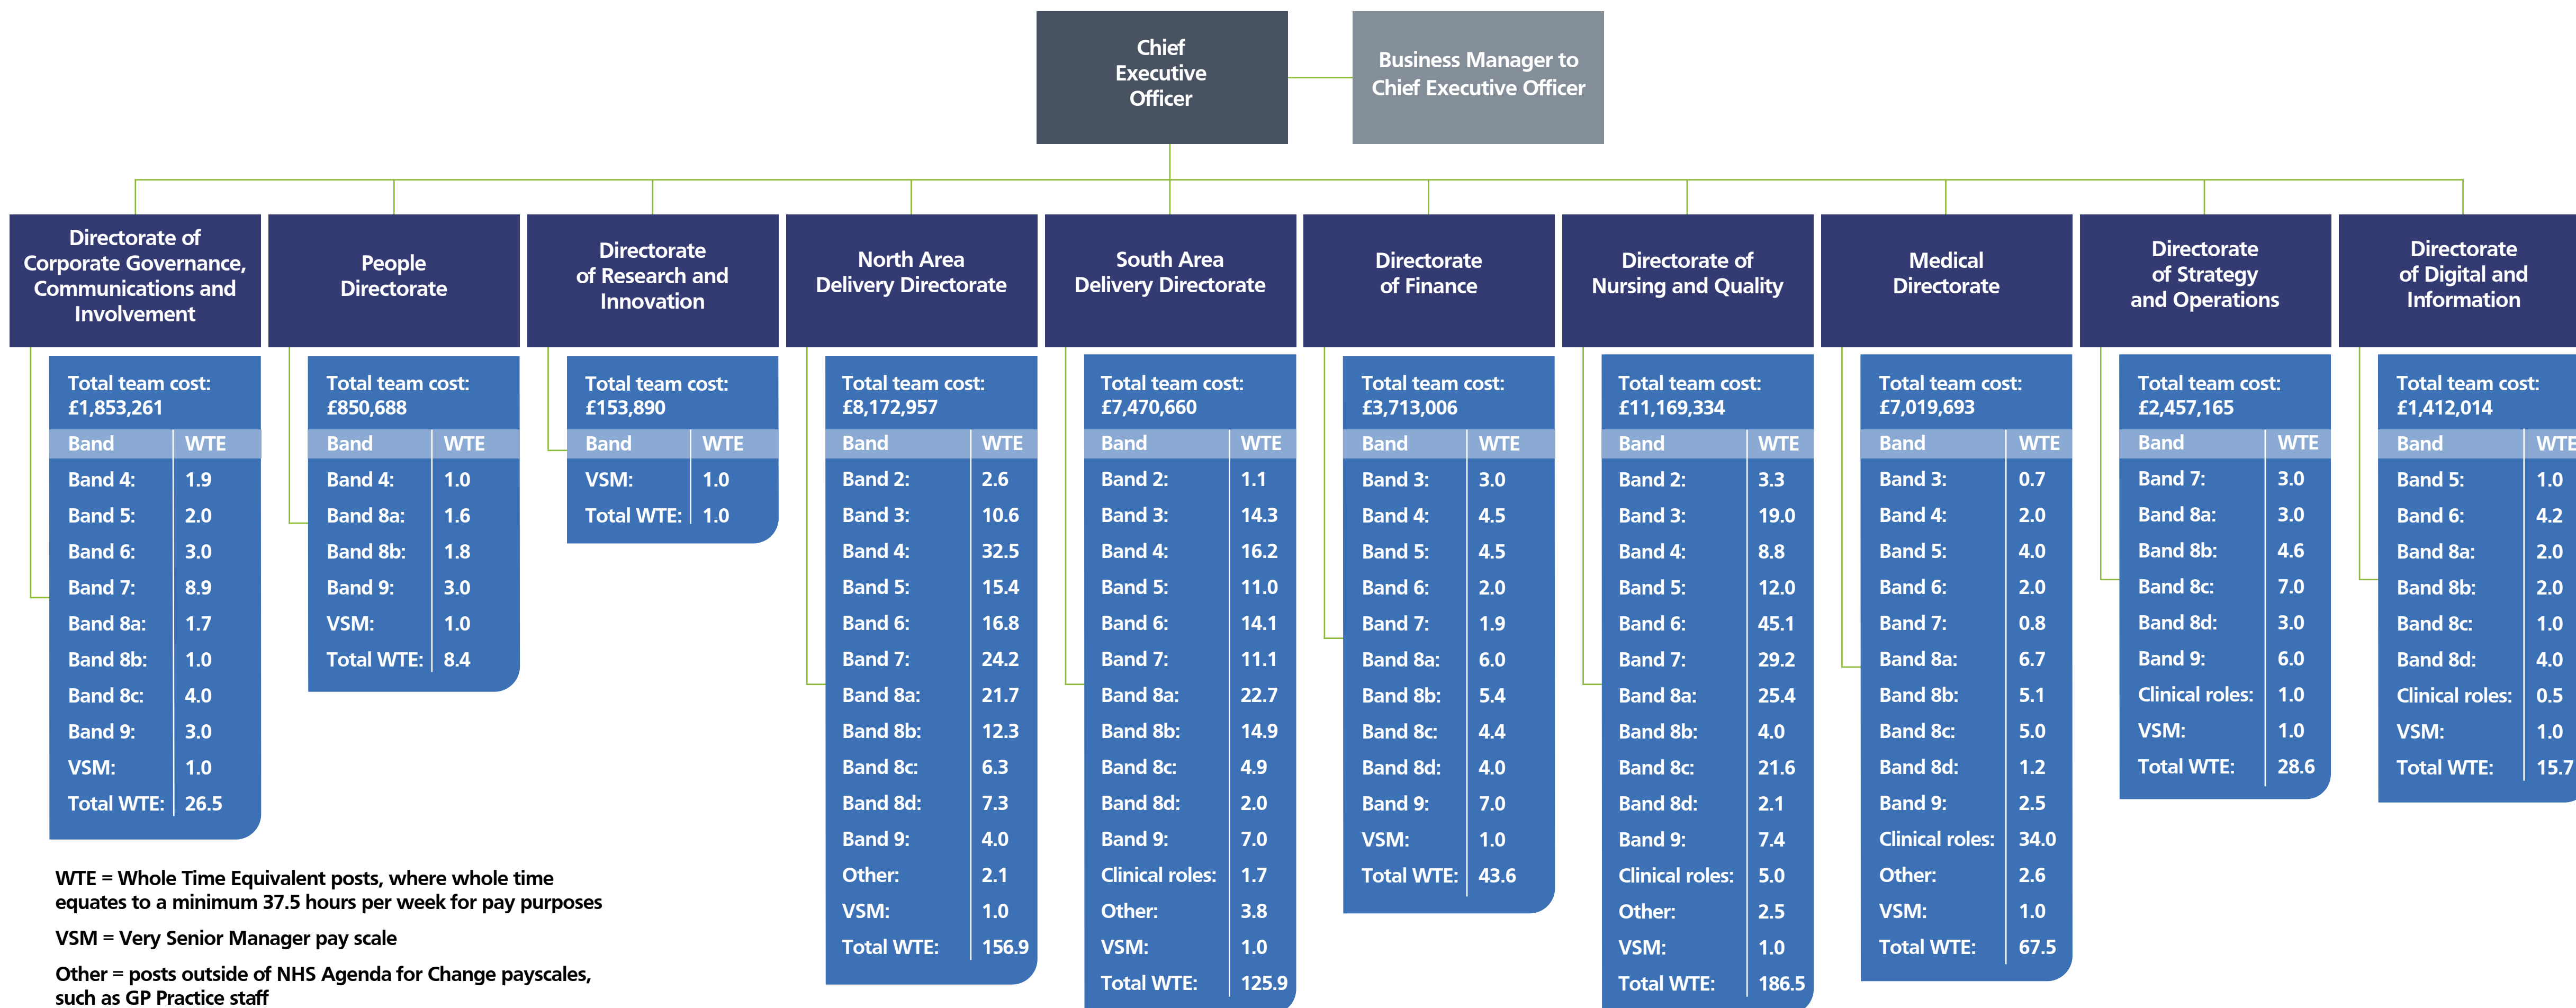 Chief
Executive
Officer
Business Manager to
Chief Executive Officer
Directorate of
Corporate Governance,
Communications and
Involvement
Total team cost:
£1,853,261
Band WTE
Band 4: 1.9
Band 5: 2.0
Band 6: 3.0
Band 7: 8.9
Band 8a: 1.7
Band 8b: 1.0
Band 8c: 4.0
Band 9: 3.0
VSM: 1.0
Total WTE: 26.5
People
Directorate
Total team cost:
£850,688
Band WTE
Band 4: 1.0
Band 8a: 1.6
Band 8b: 1.8
Band 9: 3.0
VSM: 1.0
Total WTE: 8.4
Directorate
of Research and
Innovation
Total team cost:
£153,890
Band WTE
VSM: 1.0
Total WTE: 1.0
North Area
Delivery Directorate
Total team cost:
£8,172,957
Band WTE
Band 2: 2.6
Band 3: 10.6
Band 4: 32.5
Band 5: 15.4
Band 6: 16.8
Band 7: 24.2
Band 8a: 21.7
Band 8b: 12.3
Band 8c: 6.3
Band 8d: 7.3
Band 9: 4.0
Other: 2.1
VSM: 1.0
Total WTE: 156.9
South Area
Delivery Directorate
Total team cost:
£7,470,660
Band WTE
Band 2: 1.1
Band 3: 14.3
Band 4: 16.2
Band 5: 11.0
Band 6: 14.1
Band 7: 11.1
Band 8a: 22.7
Band 8b: 14.9
Band 8c: 4.9
Band 8d: 2.0
Band 9: 7.0
Clinical roles: 1.7
Other: 3.8
VSM: 1.0
Total WTE: 125.9
Directorate
of Finance
Total team cost:
£3,713,006
Band WTE
Band 3: 3.0
Band 4: 4.5
Band 5: 4.5
Band 6: 2.0
Band 7: 1.9
Band 8a: 6.0
Band 8b: 5.4
Band 8c: 4.4
Band 8d: 4.0
Band 9: 7.0
VSM: 1.0
Total WTE: 43.6
Directorate of
Nursing and Quality
Total team cost:
£11,169,334
Band WTE
Band 2: 3.3
Band 3: 19.0
Band 4: 8.8
Band 5: 12.0
Band 6: 45.1
Band 7: 29.2
Band 8a: 25.4
Band 8b: 4.0
Band 8c: 21.6
Band 8d: 2.1
Band 9: 7.4
Clinical roles: 5.0
Other: 2.5
VSM: 1.0
Total WTE: 186.5
Medical
Directorate
Total team cost:
£7,019,693
Band WTE
Band 3: 0.7
Band 4: 2.0
Band 5: 4.0
Band 6: 2.0
Band 7: 0.8
Band 8a: 6.7
Band 8b: 5.1
Band 8c: 5.0
Band 8d: 1.2
Band 9: 2.5
Clinical roles: 34.0
Other: 2.6
VSM: 1.0
Total WTE: 67.5
Directorate
of Strategy
and Operations
Total team cost:
£2,457,165
Band WTE
Band 7: 3.0
Band 8a: 3.0
Band 8b: 4.6
Band 8c: 7.0
Band 8d: 3.0
Band 9: 6.0
Clinical roles: 1.0
VSM: 1.0
Total WTE: 28.6
Directorate
of Digital and
Information
Total team cost:
£1,412,014
Band WTE
Band 5: 1.0
Band 6: 4.2
Band 8a: 2.0
Band 8b: 2.0
Band 8c: 1.0
Band 8d: 4.0
Clinical roles: 0.5
VSM: 1.0
Total WTE: 15.7
WTE = Whole Time Equivalent posts, where whole time
equates to a minimum 37.5 hours per week for pay purposes
VSM = Very Senior Manager pay scale
Other = posts outside of NHS Agenda for Change payscales,
such as GP Practice staff